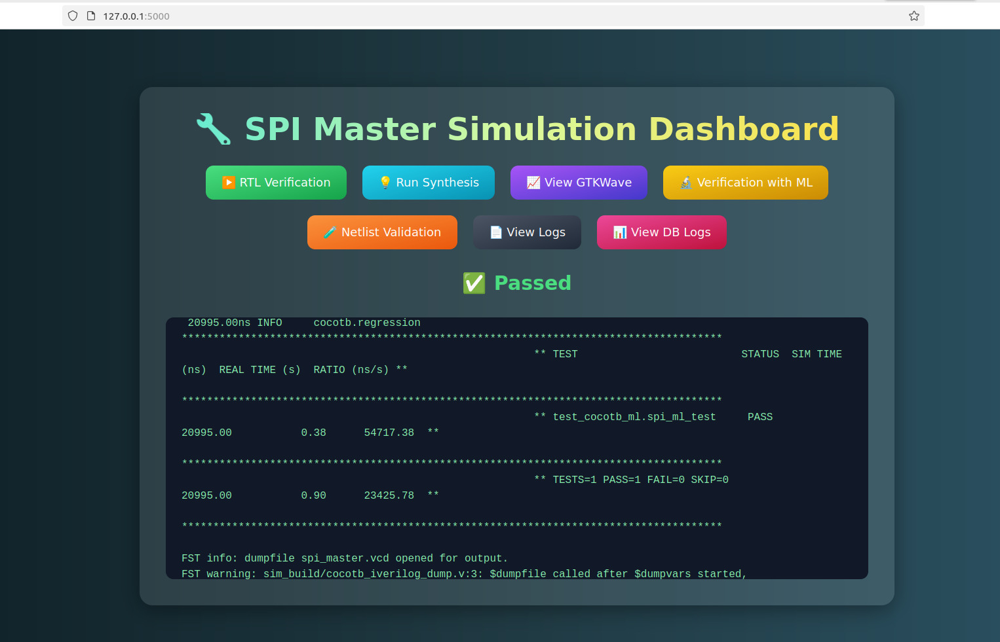 127.0.0.1:5000
🔧 SPI Master Simulation Dashboard
▶️ RTL Verification
💡 Run Synthesis
📈 View GTKWave
🔬 Verification with ML
🧪 Netlist Validation
📄 View Logs
📊 View DB Logs
✅ Passed
20995.00ns INFO     cocotb.regression
**************************************************************************************
** TEST                          STATUS  SIM TIME
(ns)  REAL TIME (s)  RATIO (ns/s) **
**************************************************************************************
** test_cocotb_ml.spi_ml_test     PASS
20995.00           0.38      54717.38  **
**************************************************************************************
** TESTS=1 PASS=1 FAIL=0 SKIP=0
20995.00           0.90      23425.78  **
**************************************************************************************
FST info: dumpfile spi_master.vcd opened for output.
FST warning: sim_build/cocotb_iverilog_dump.v:3: $dumpfile called after $dumpvars started,